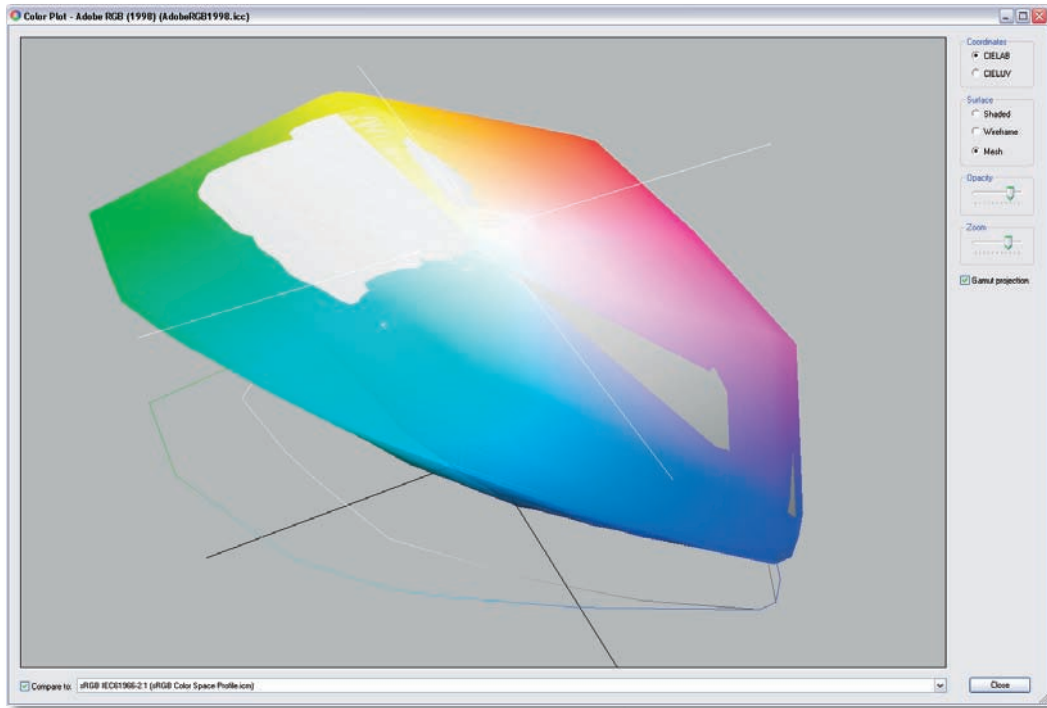 Color Plot - Adobe RGB (1998) (AdobeRGB1998.icc)
Coordinates
CIELAB
CIELUV
Surface
Shaded
Wireframe
Mesh
Opacity
Zoom
Gamut projection
Compare to: sRGB IEC61966-2.1 (sRGB Color Space Profile.icm)
Close